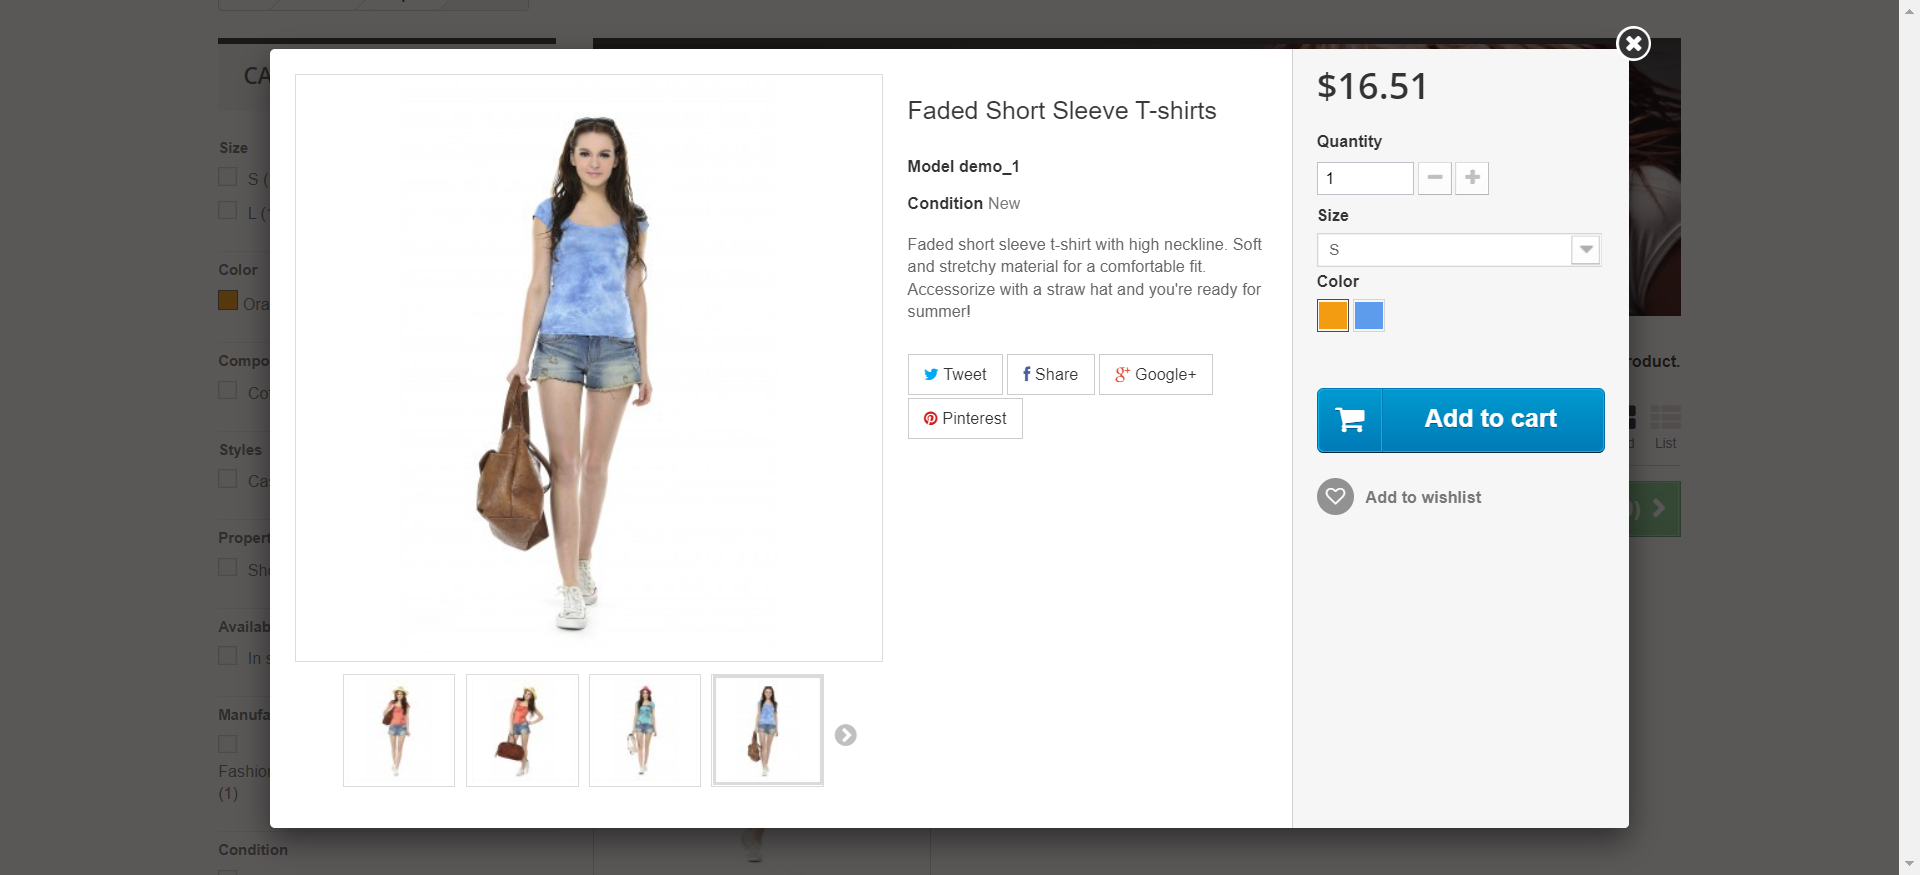 CA
Size
S (
L (
Color
Ora
Compo
Co
Styles
Ca
Propert
Sho
Availab
In s
Manufa
Fashion
(1)
Condition
Faded Short Sleeve T-shirts
Model demo_1
Condition New
Faded short sleeve t-shirt with high neckline. Soft
and stretchy material for a comfortable fit.
Accessorize with a straw hat and you're ready for
summer!
Tweet
Share
Google+
Pinterest
$16.51
Quantity
1
Size
S
Color
Add to cart
Add to wishlist
roduct.
d
List
)